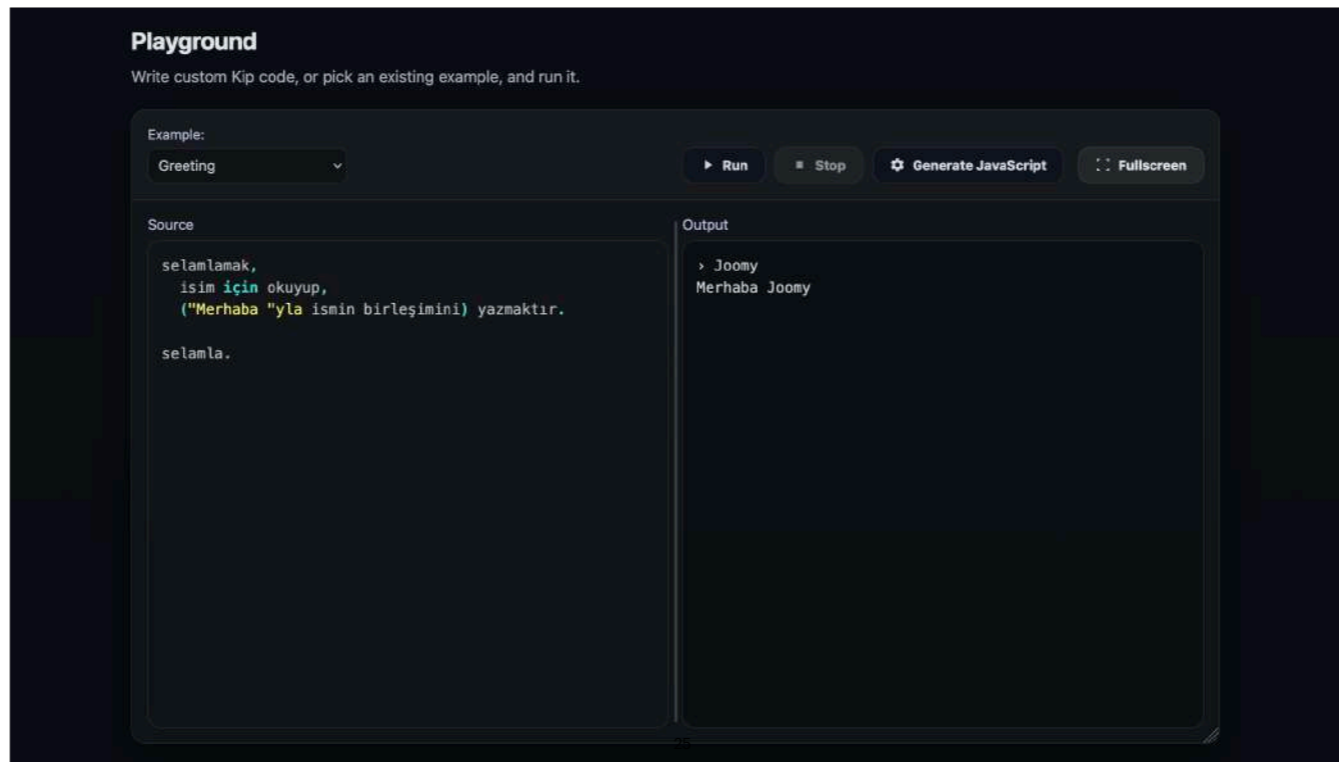 Playground
Write custom Kip code, or pick an existing example, and run it.
Example:
Greeting
Run
Stop
Generate JavaScript
Fullscreen
Source
selamlamak,
isim için okuyup,
("Merhaba "yla ismin birleşimini) yazmaktır.
selamla.
Output
› Joomy
Merhaba Joomy
25